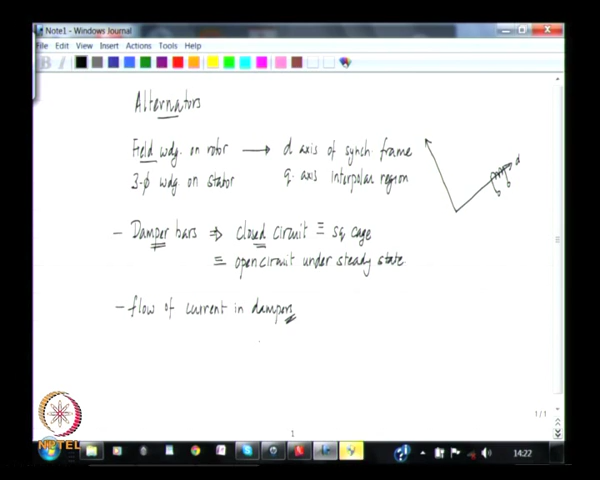 Note1 - Windows Journal
File Edit View Insert Actions Tools Help
Alternators
Field wdg. on rotor → d axis of synch. frame
3-φ wdg on stator q. axis interpolar region
d
- Damper bars ⇒ closed circuit ≡ sq cage
≡ open circuit under steady state
- flow of current in dampers
1 / 1
1
NPTEL
14:22